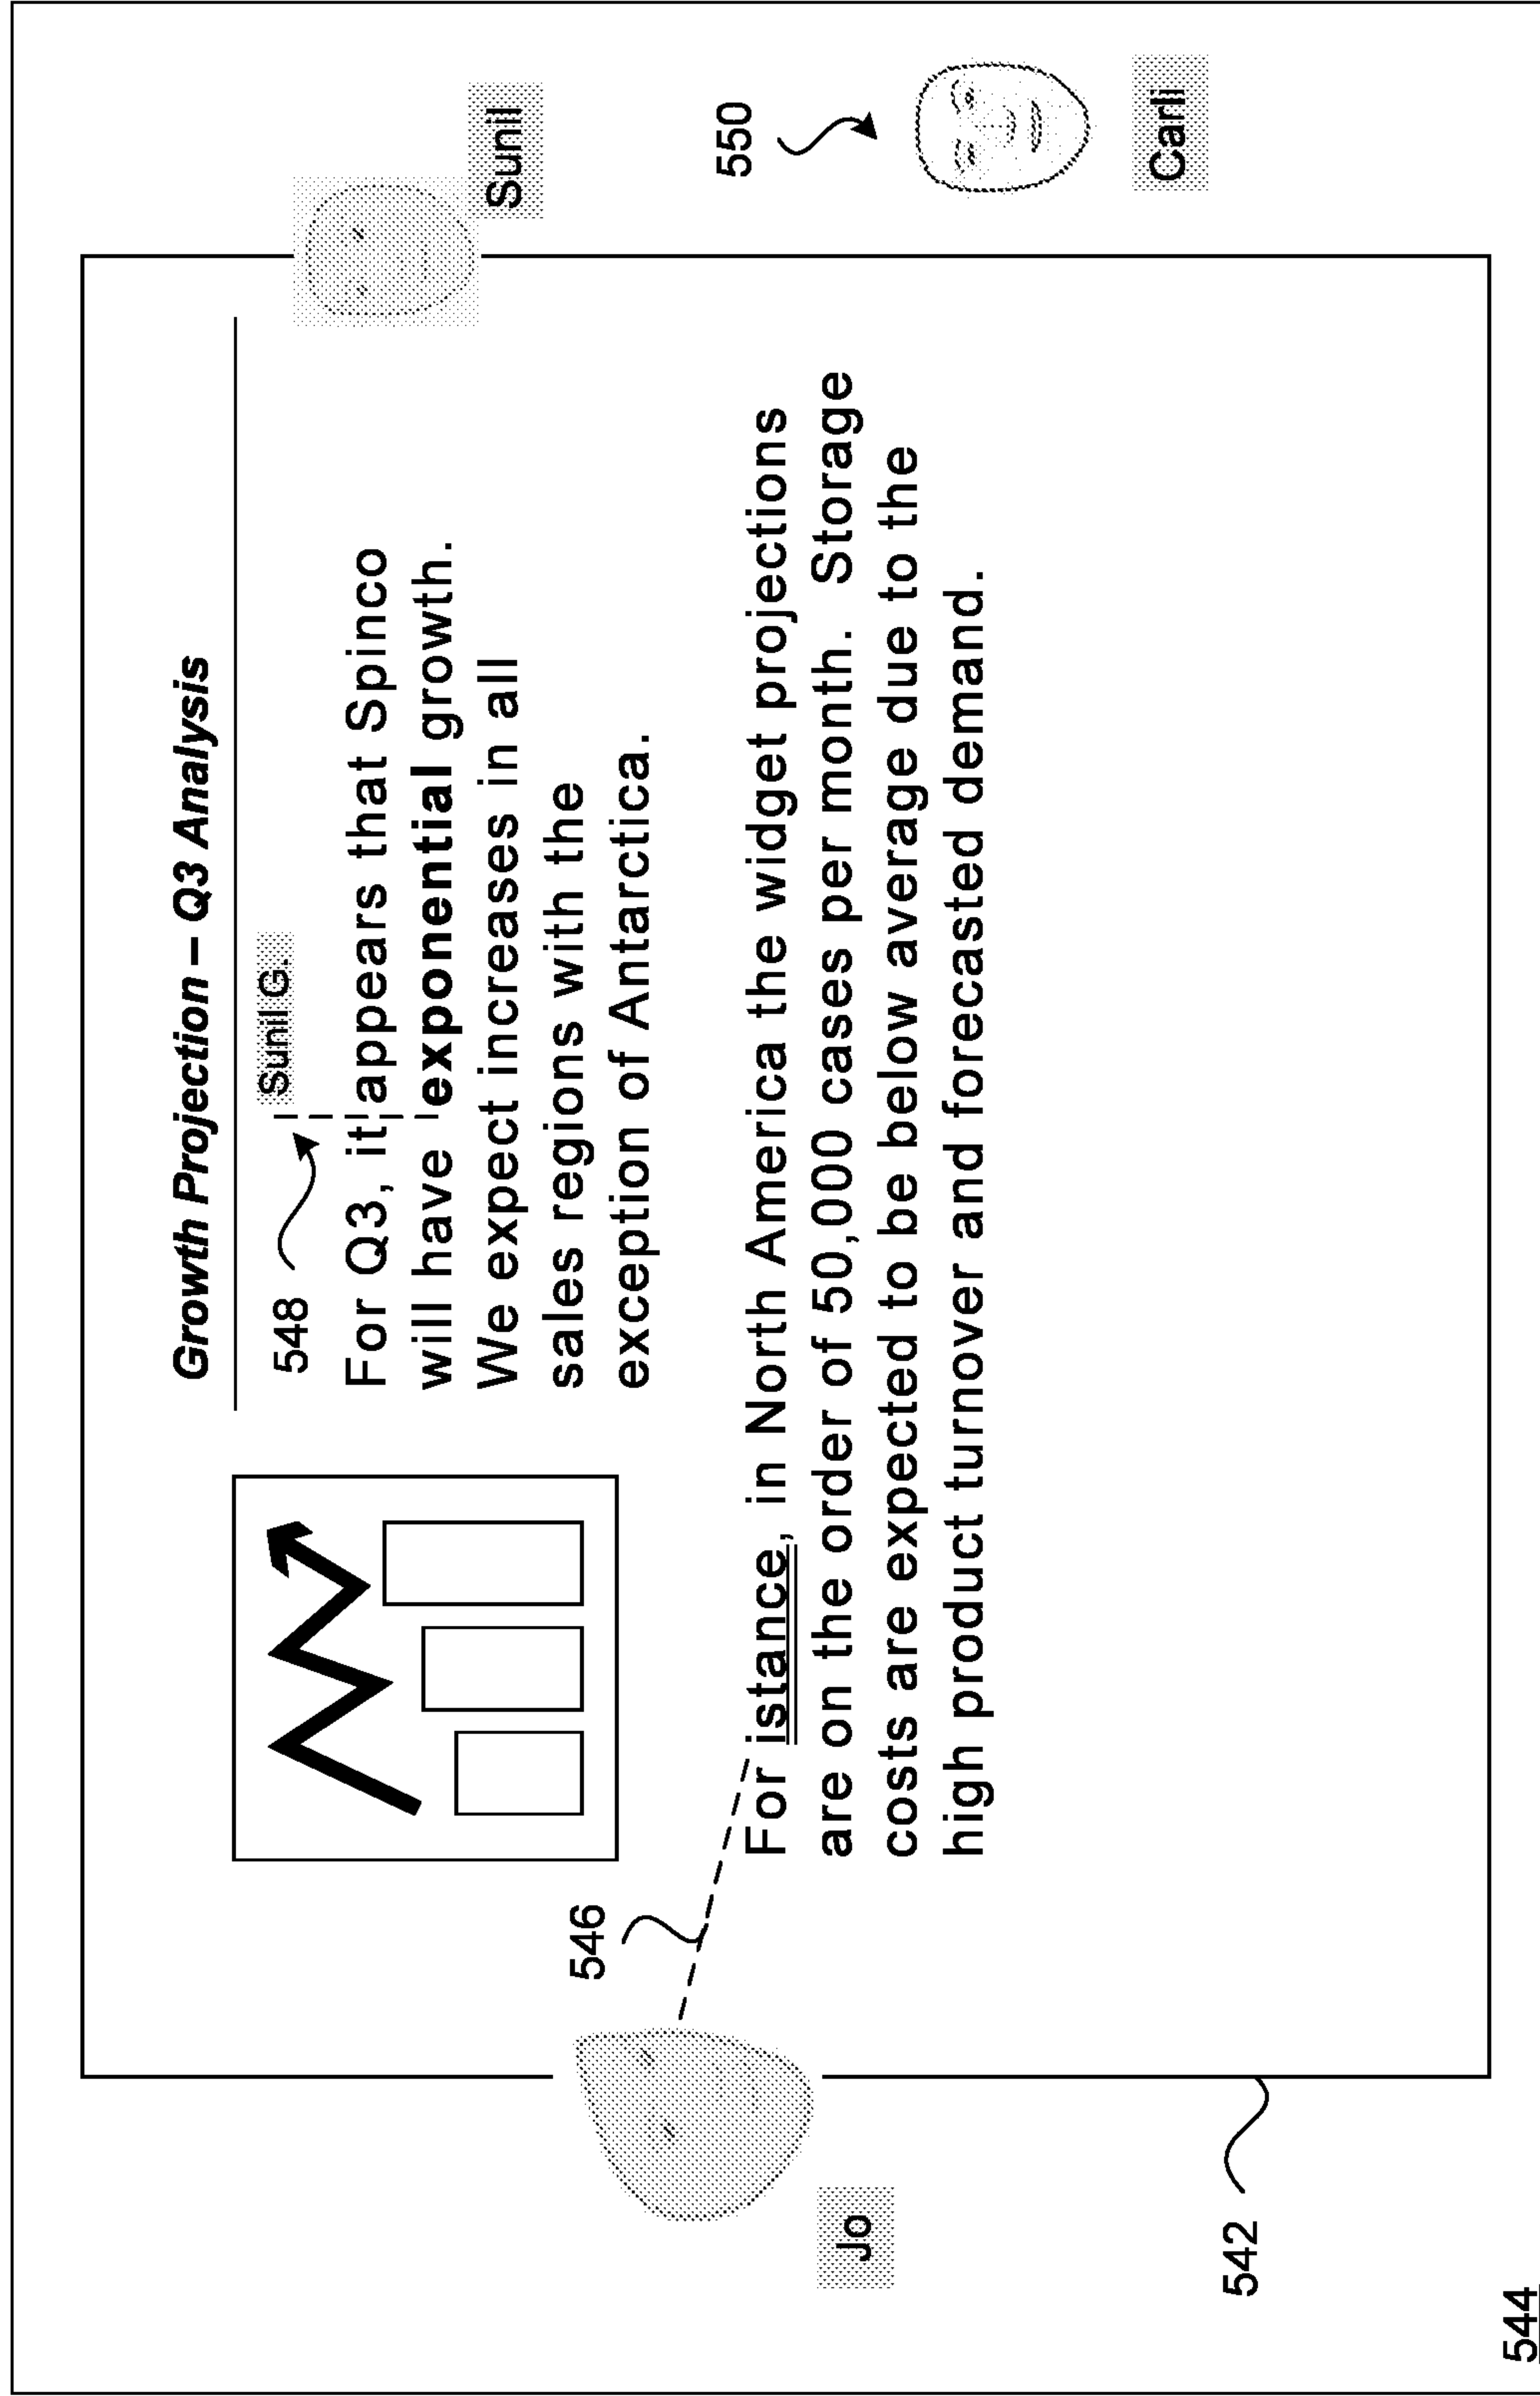 Growth Projection – Q3 Analysis
Sunil G.
548
For Q3, it appears that Spinco
will have exponential growth.
We expect increases in all
sales regions with the
exception of Antarctica.
Sunil
546
For istance, in North America the widget projections
are on the order of 50,000 cases per month. Storage
costs are expected to be below average due to the
high product turnover and forecasted demand.
550
Jo
Carli
542
544